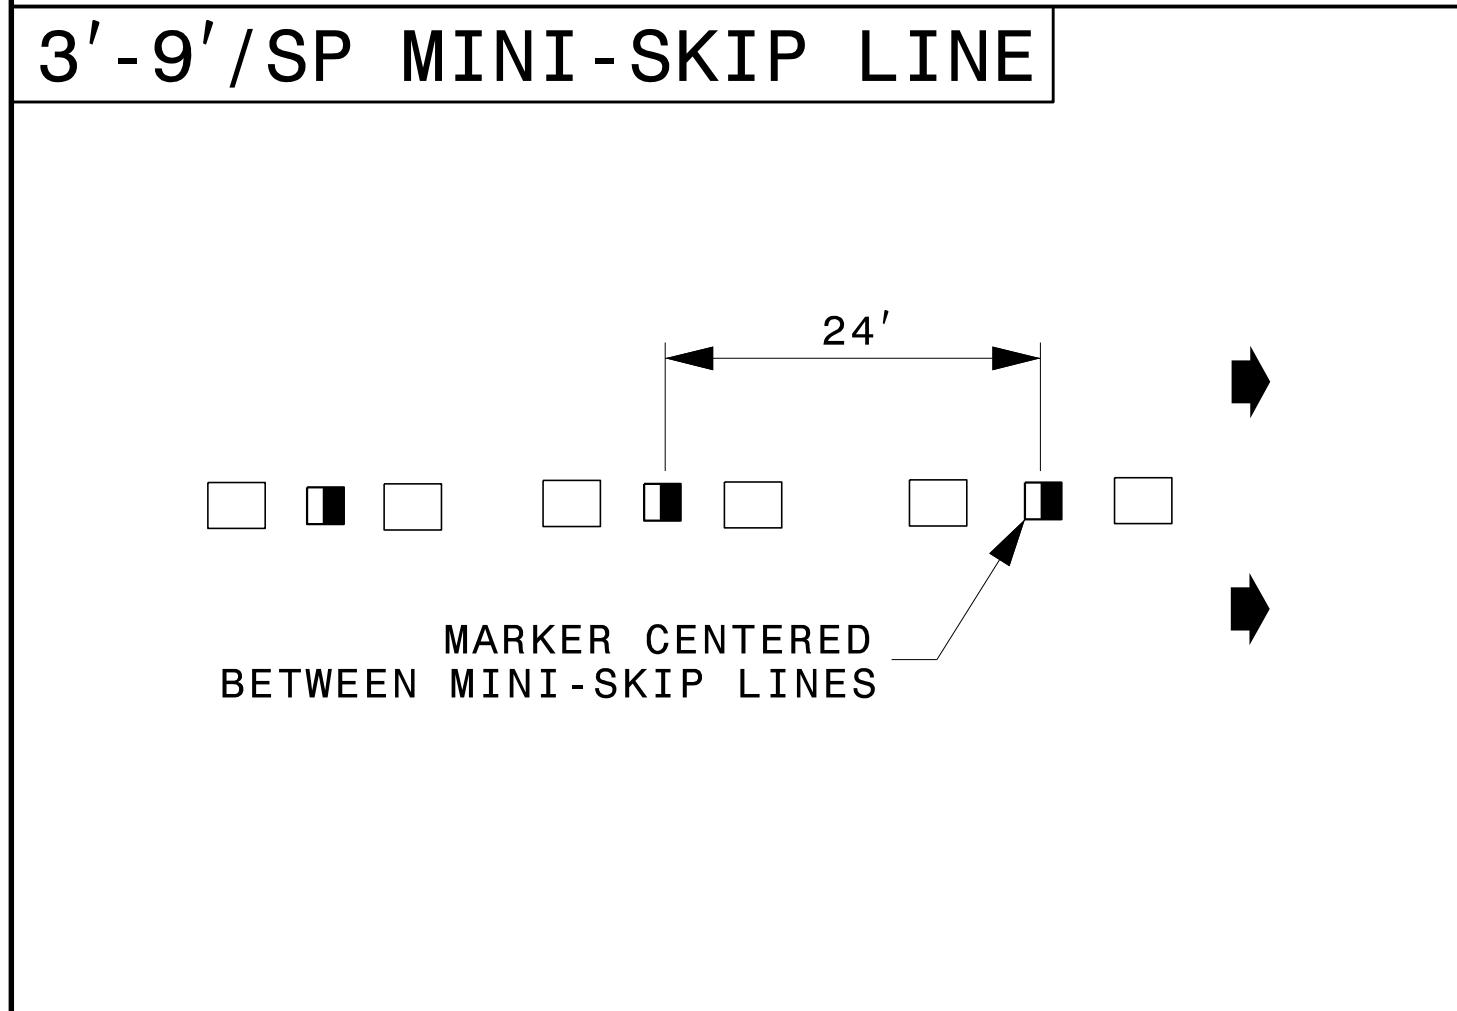 3'-9'/SP MINI-SKIP LINE
24'
MARKER CENTERED
BETWEEN MINI-SKIP LINES